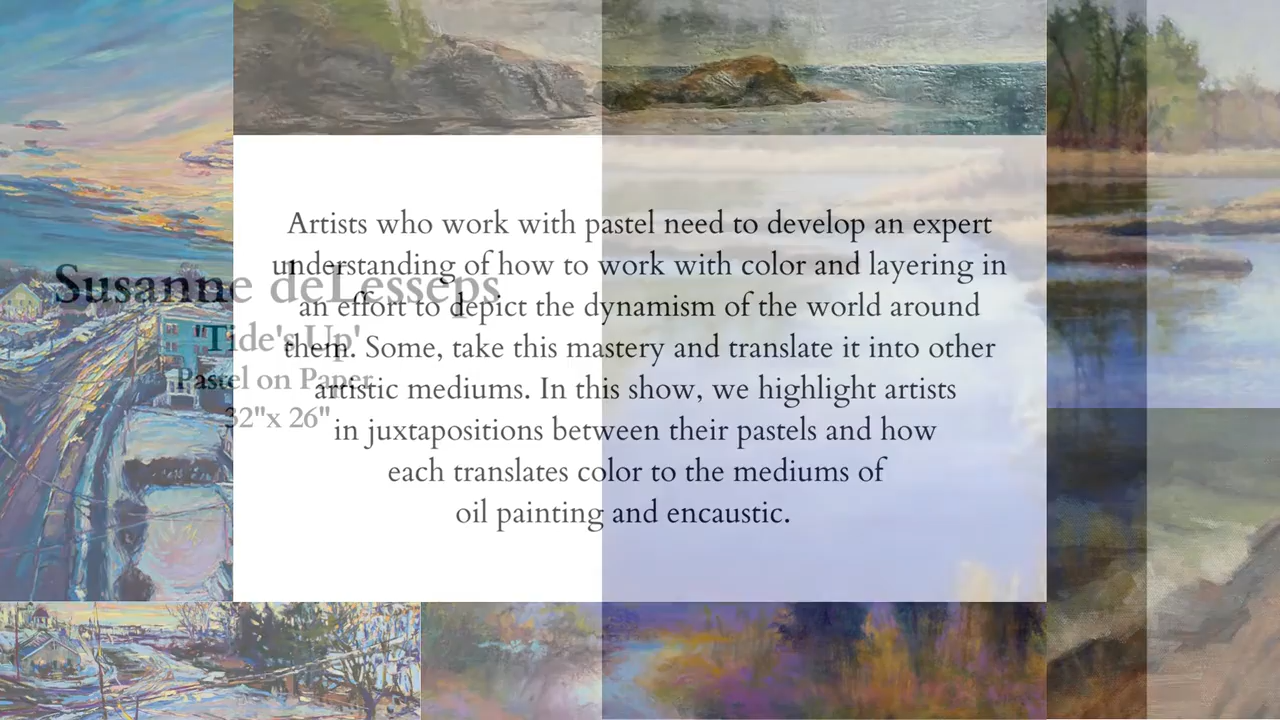 Artists who work with pastel need to develop an expert
understanding of how to work with color and layering in
an effort to depict the dynamism of the world around
them. Some, take this mastery and translate it into other
artistic mediums. In this show, we highlight artists
in juxtapositions between their pastels and how
each translates color to the mediums of
oil painting and encaustic.
Susanne deLesseps
'Tide's Up'
Pastel on Paper
32"x 26"